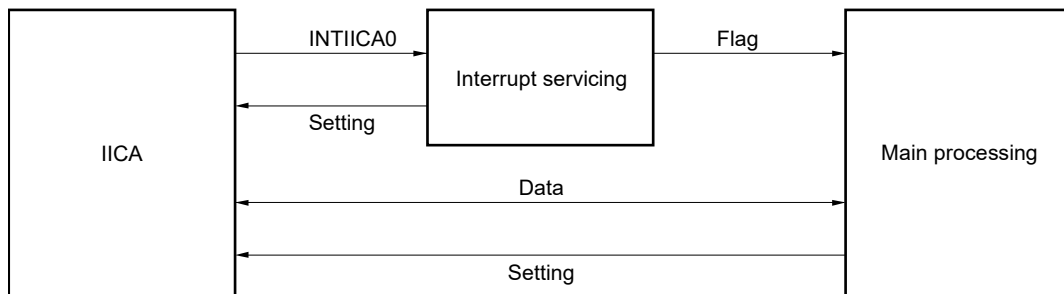 INTIICA0
Flag
Interrupt servicing
Setting
IICA
Main processing
Data
Setting